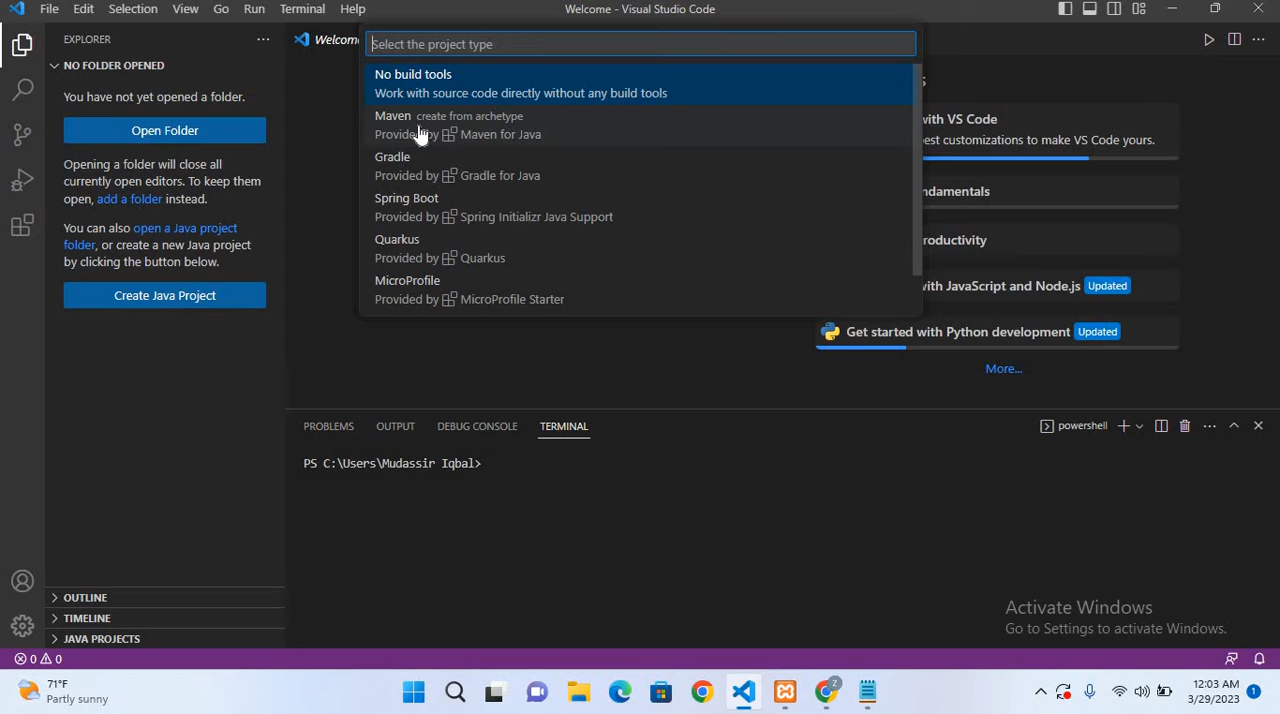 File Edit Selection View Go Run Terminal Help
Welcome - Visual Studio Code
EXPLORER
NO FOLDER OPENED
You have not yet opened a folder.
Open Folder
Opening a folder will close all
currently open editors. To keep them
open, add a folder instead.
You can also open a Java project
folder, or create a new Java project
by clicking the button below.
Create Java Project
OUTLINE
TIMELINE
JAVA PROJECTS
Select the project type
No build tools
Work with source code directly without any build tools
Maven create from archetype
Provided by Maven for Java
Gradle
Provided by Gradle for Java
Spring Boot
Provided by Spring Initializr Java Support
Quarkus
Provided by Quarkus
MicroProfile
Provided by MicroProfile Starter
with VS Code
best customizations to make VS Code yours.
with JavaScript and Node.js Updated
Get started with Python development Updated
More...
PROBLEMS OUTPUT DEBUG CONSOLE TERMINAL
powershell
PS C:\Users\Mudassir Iqbal>
Activate Windows
Go to Settings to activate Windows.
0 0
71°F
Partly sunny
Z
12:03 AM
3/29/2023
1